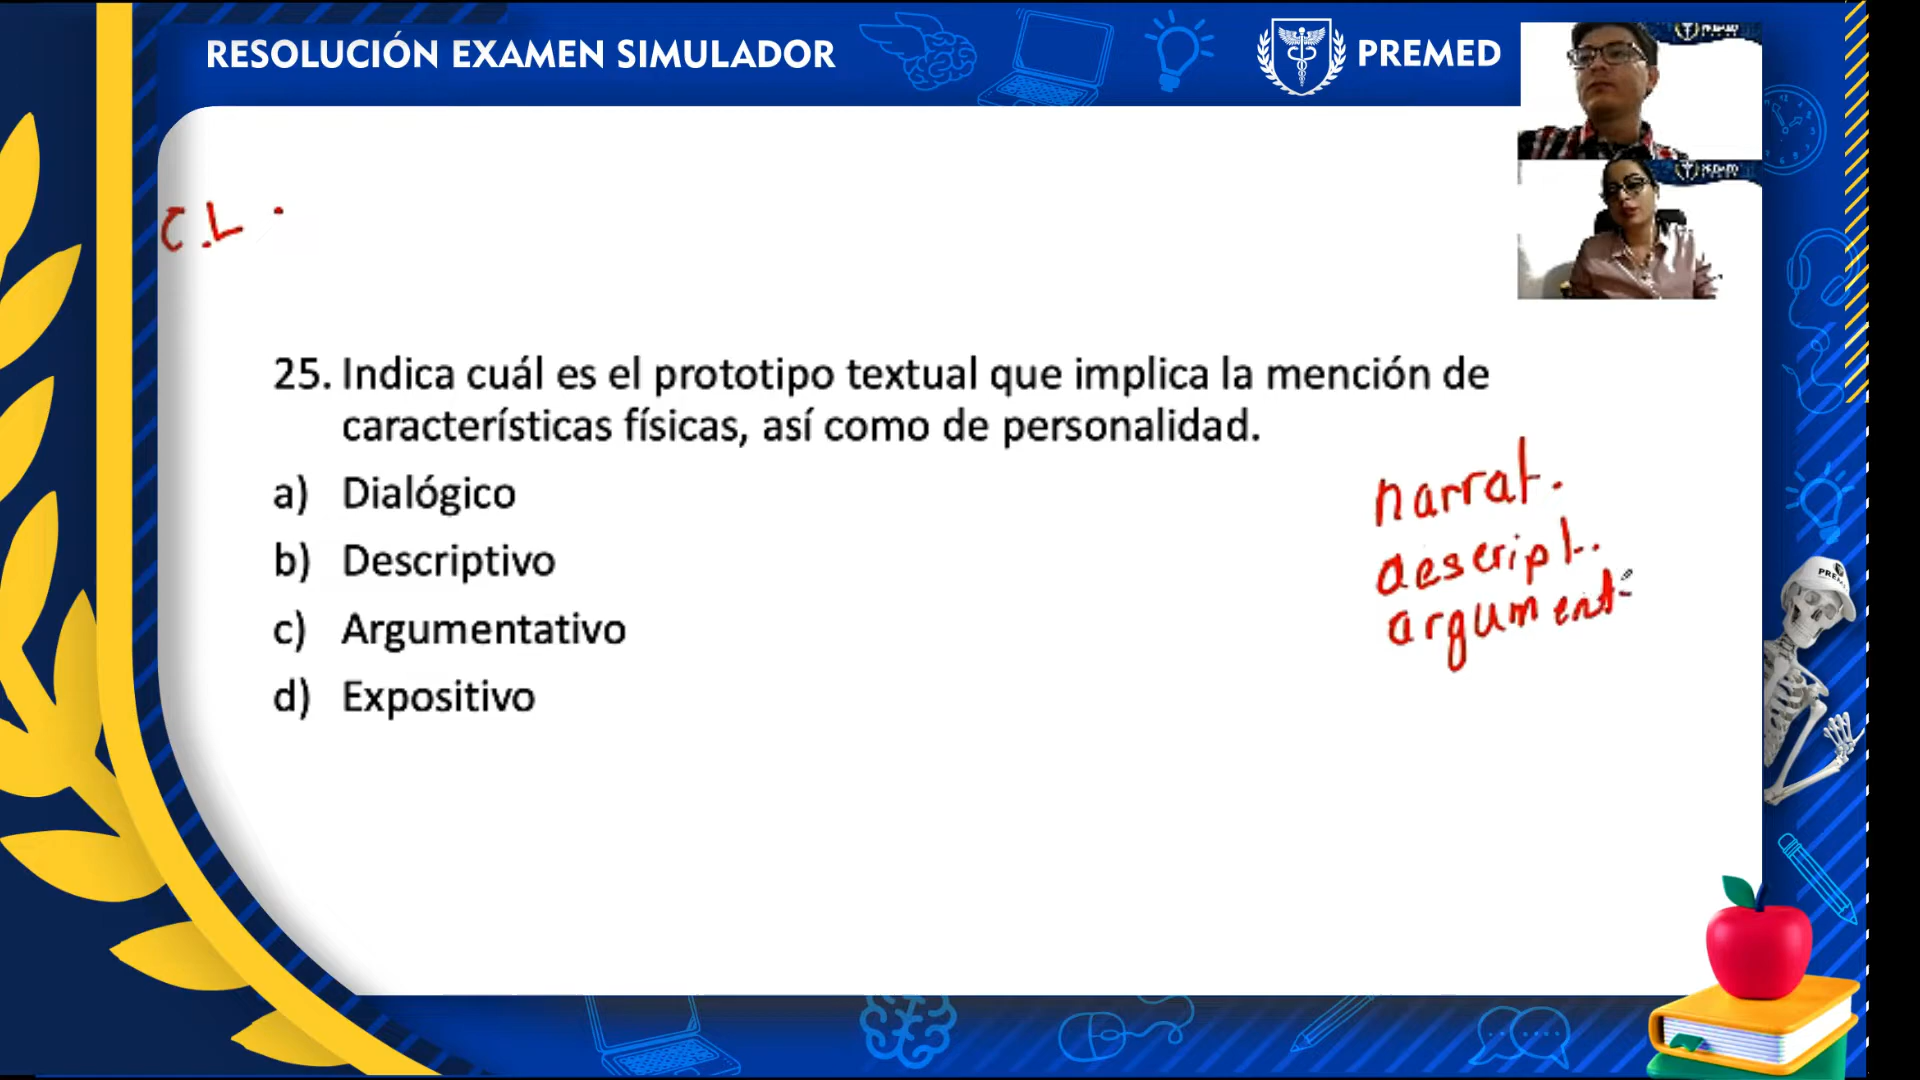 RESOLUCIÓN EXAMEN SIMULADOR
PREMED
C.L.
25. Indica cuál es el prototipo textual que implica la mención de
características físicas, así como de personalidad.
a) Dialógico
b) Descriptivo
c) Argumentativo
d) Expositivo
narrat.
descript.
argument-